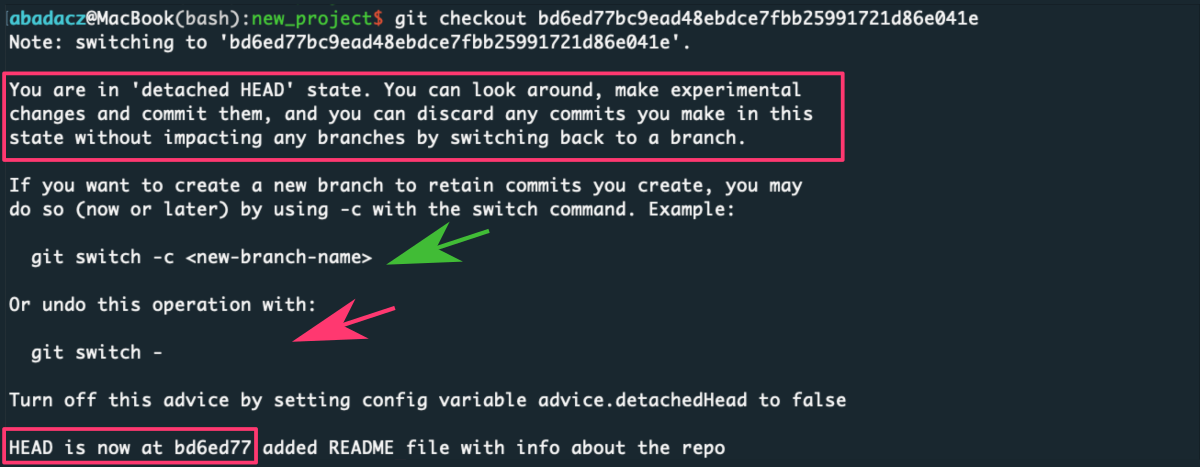 abadacz@MacBook(bash):new_project$ git checkout bd6ed77bc9ead48ebdce7fbb25991721d86e041e
Note: switching to 'bd6ed77bc9ead48ebdce7fbb25991721d86e041e'.
You are in 'detached HEAD' state. You can look around, make experimental
changes and commit them, and you can discard any commits you make in this
state without impacting any branches by switching back to a branch.
If you want to create a new branch to retain commits you create, you may
do so (now or later) by using -c with the switch command. Example:
git switch -c <new-branch-name>
Or undo this operation with:
git switch -
Turn off this advice by setting config variable advice.detachedHead to false
HEAD is now at bd6ed77 added README file with info about the repo